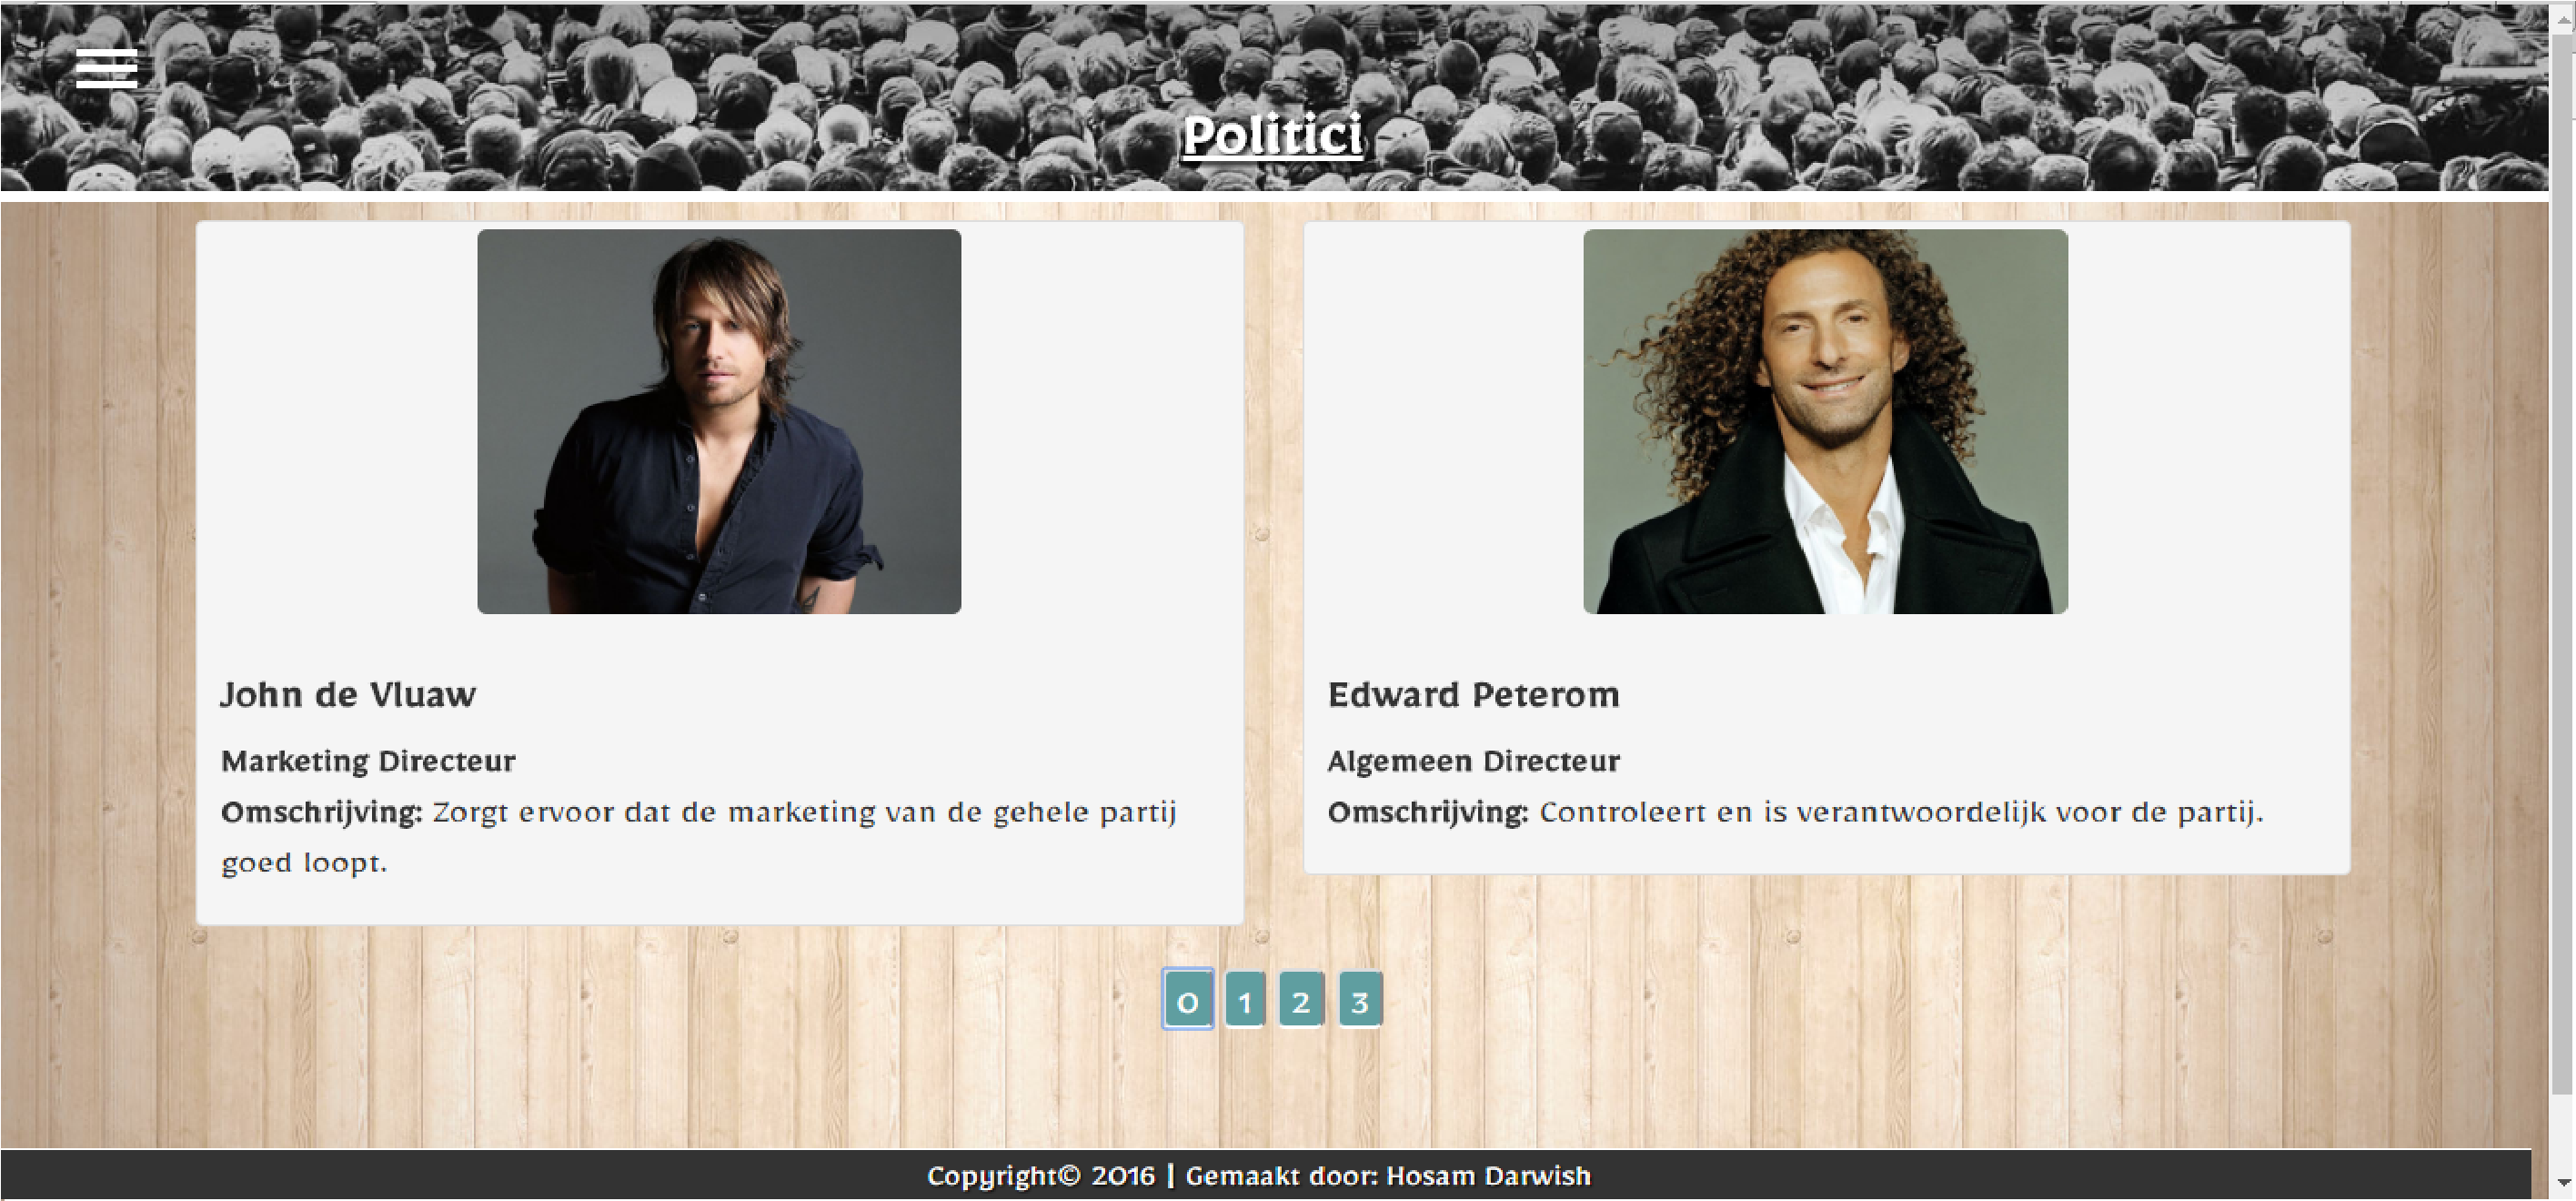 Politici
John de Vluaw
Marketing Directeur
Omschrijving: Zorgt ervoor dat de marketing van de gehele partij
goed loopt.
Edward Peterom
Algemeen Directeur
Omschrijving: Controleert en is verantwoordelijk voor de partij.
0 1 2 3
Copyright© 2016 | Gemaakt door: Hosam Darwish